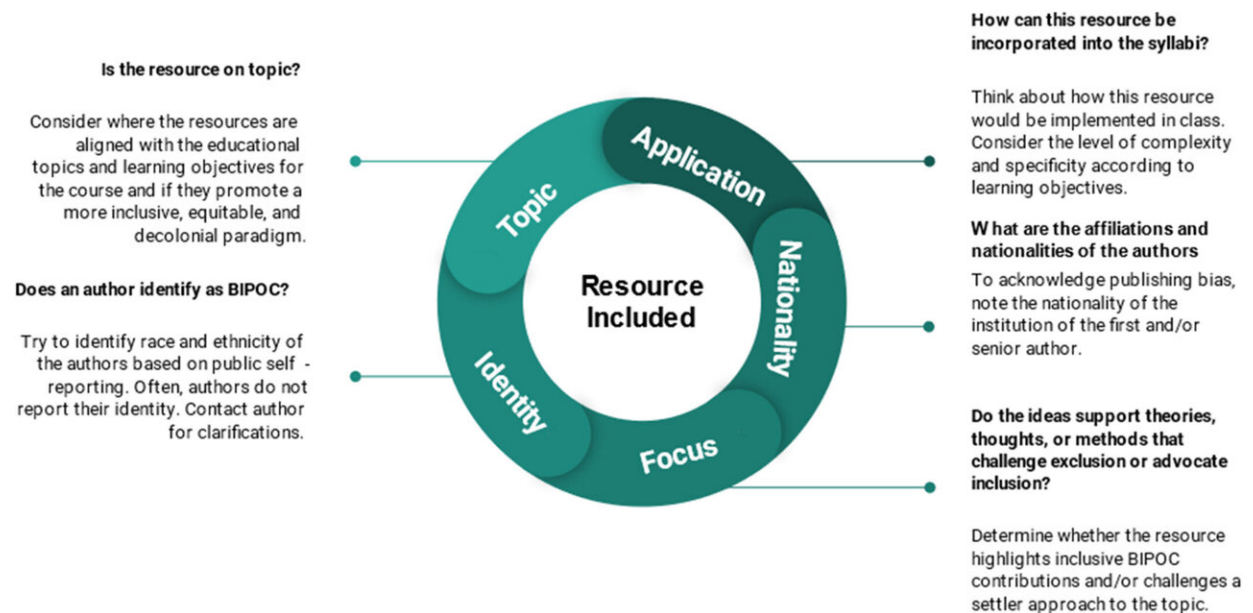 Is the resource on topic?
Consider where the resources are
aligned with the educational
topics and learning objectives for
the course and if they promote a
more inclusive, equitable, and
decolonial paradigm.
Does an author identify as BIPOC?
Try to identify race and ethnicity of
the authors based on public self -
reporting. Often, authors do not
report their identity. Contact author
for clarifications.
Topic
Application
Nationality
Focus
Identity
Resource
Included
How can this resource be
incorporated into the syllabi?
Think about how this resource
would be implemented in class.
Consider the level of complexity
and specificity according to
learning objectives.
What are the affiliations and
nationalities of the authors
To acknowledge publishing bias,
note the nationality of the
institution of the first and/or
senior author.
Do the ideas support theories,
thoughts, or methods that
challenge exclusion or advocate
inclusion?
Determine whether the resource
highlights inclusive BIPOC
contributions and/or challenges a
settler approach to the topic.